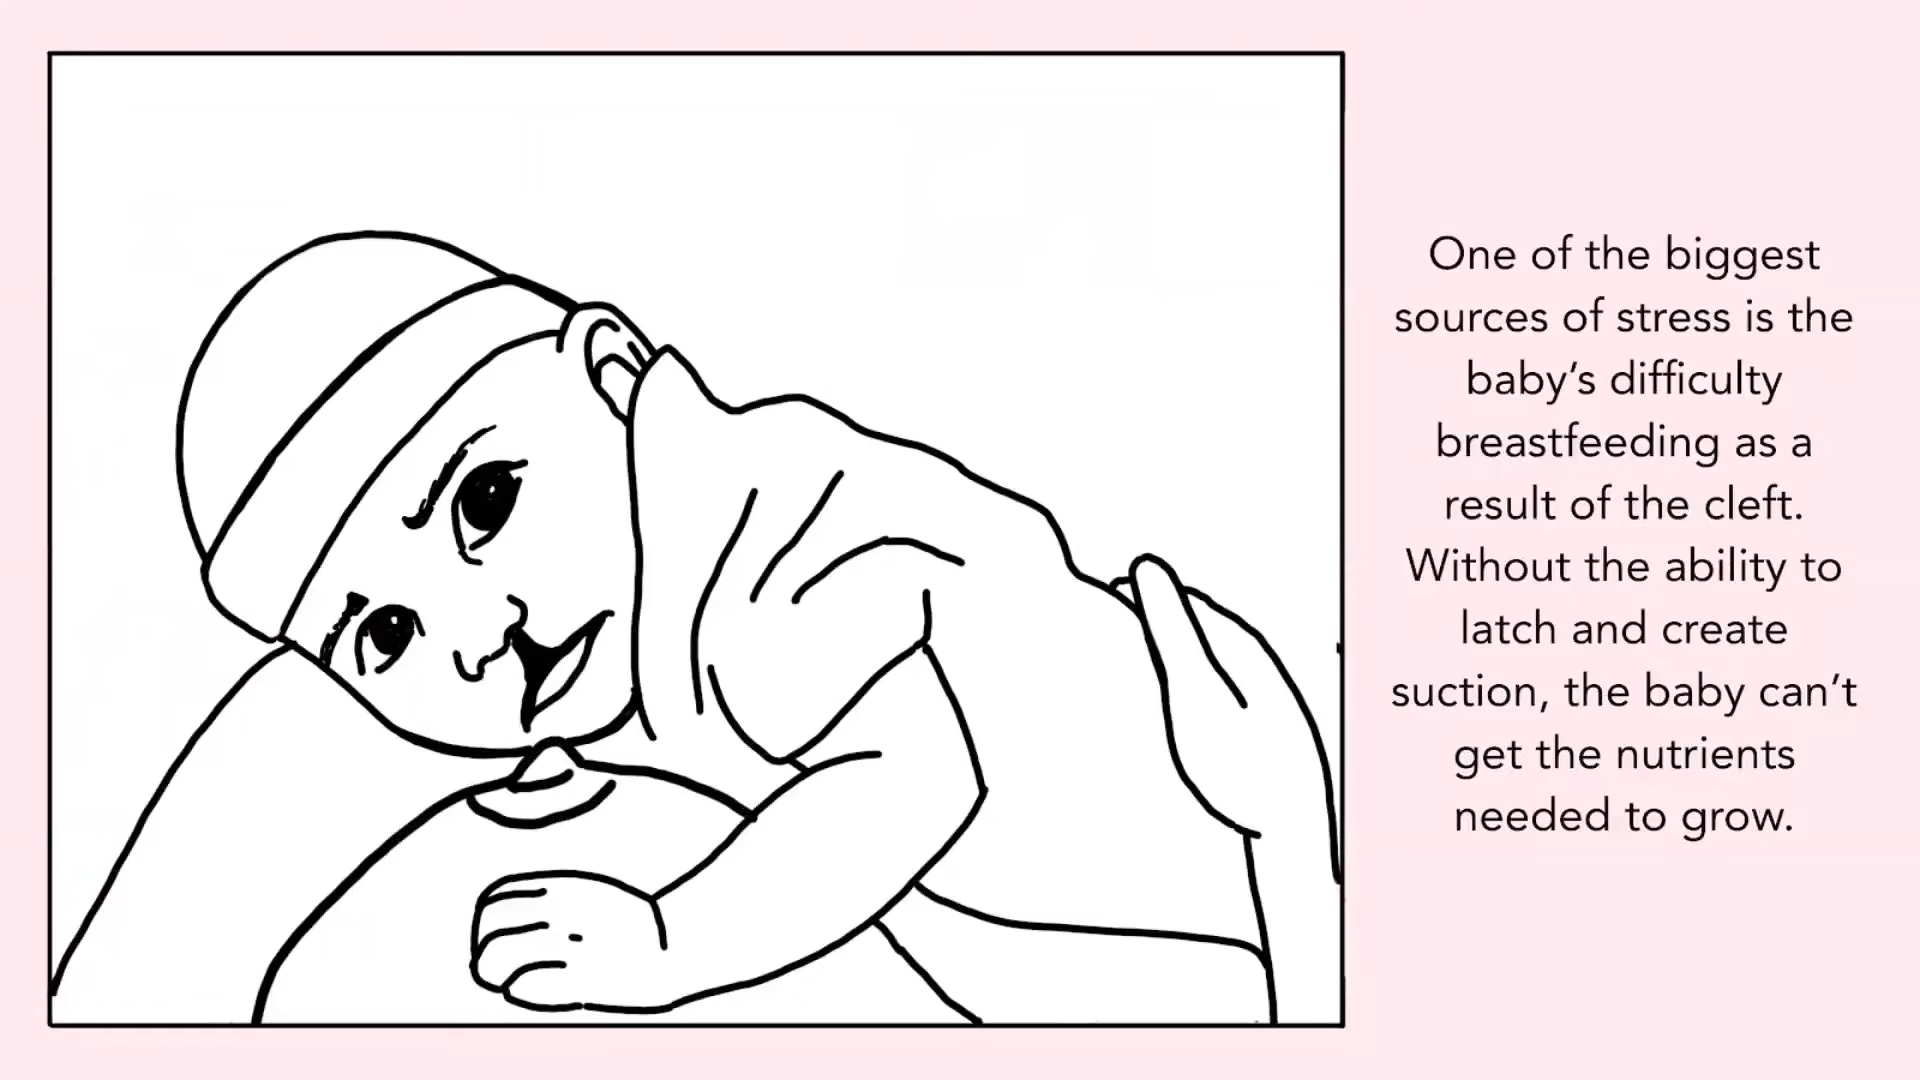 One of the biggest
sources of stress is the
baby’s difficulty
breastfeeding as a
result of the cleft.
Without the ability to
latch and create
suction, the baby can’t
get the nutrients
needed to grow.